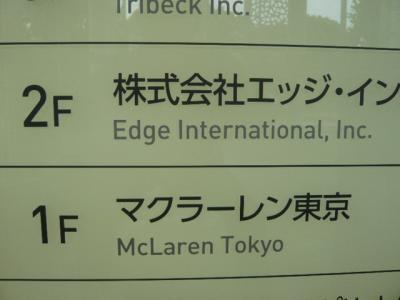 Tribeck Inc.
2F 株式会社エッジ・イン
Edge International, Inc.
1F マクラーレン東京
McLaren Tokyo